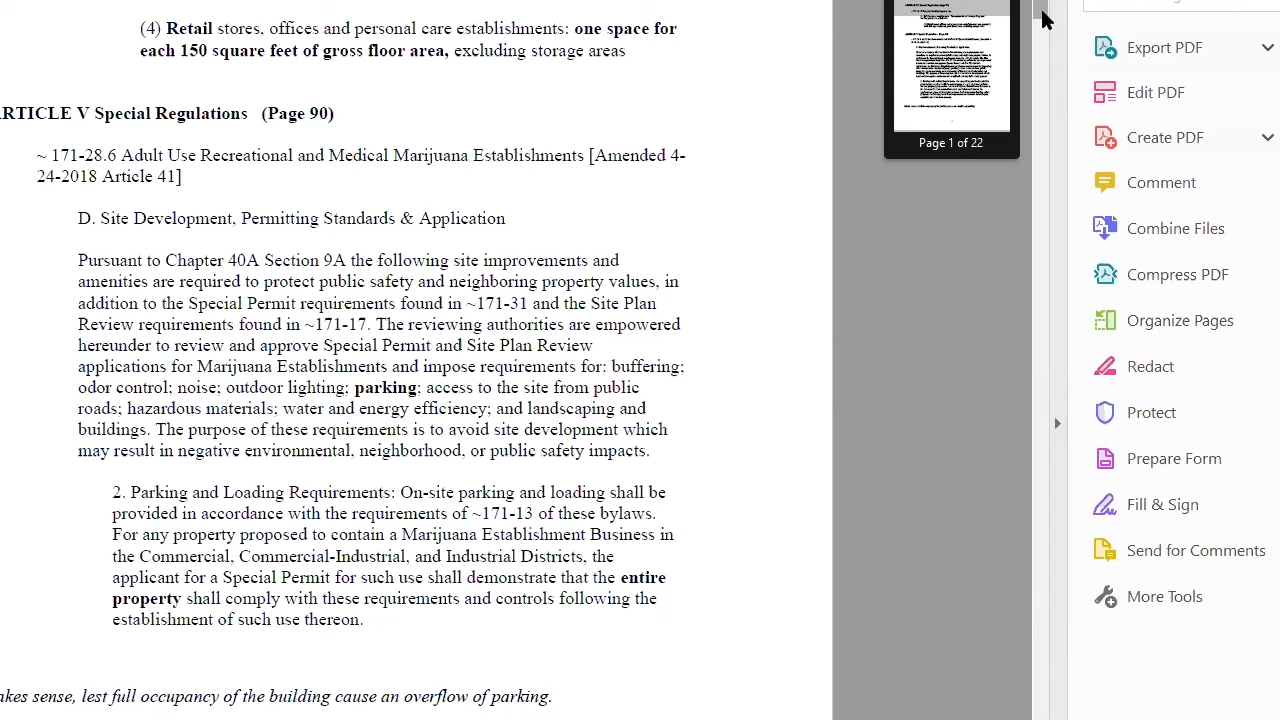 (4) Retail stores, offices and personal care establishments: one space for
each 150 square feet of gross floor area, excluding storage areas
RTICLE V Special Regulations (Page 90)
~ 171-28.6 Adult Use Recreational and Medical Marijuana Establishments [Amended 4-
24-2018 Article 41]
D. Site Development, Permitting Standards & Application
Pursuant to Chapter 40A Section 9A the following site improvements and
amenities are required to protect public safety and neighboring property values, in
addition to the Special Permit requirements found in ~171-31 and the Site Plan
Review requirements found in ~171-17. The reviewing authorities are empowered
hereunder to review and approve Special Permit and Site Plan Review
applications for Marijuana Establishments and impose requirements for: buffering;
odor control; noise; outdoor lighting; parking; access to the site from public
roads; hazardous materials; water and energy efficiency; and landscaping and
buildings. The purpose of these requirements is to avoid site development which
may result in negative environmental, neighborhood, or public safety impacts.
2. Parking and Loading Requirements: On-site parking and loading shall be
provided in accordance with the requirements of ~171-13 of these bylaws.
For any property proposed to contain a Marijuana Establishment Business in
the Commercial, Commercial-Industrial, and Industrial Districts, the
applicant for a Special Permit for such use shall demonstrate that the entire
property shall comply with these requirements and controls following the
establishment of such use thereon.
akes sense, lest full occupancy of the building cause an overflow of parking.
Page 1 of 22
Export PDF
Edit PDF
Create PDF
Comment
Combine Files
Compress PDF
Organize Pages
Redact
Protect
Prepare Form
Fill & Sign
Send for Comments
More Tools